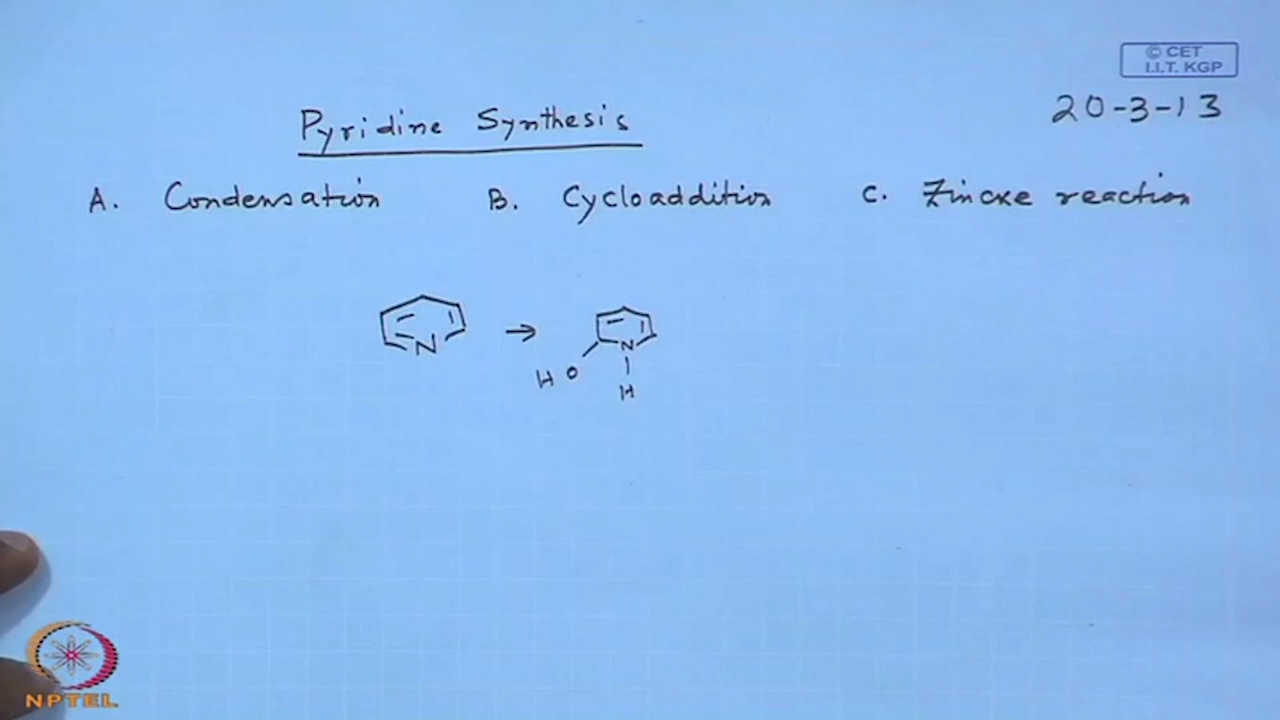 © CET
I.I.T. KGP
20-3-13
Pyridine Synthesis
A. Condensation B. Cycloaddition C. Zincke reaction
N → N
HO
H
NPTEL